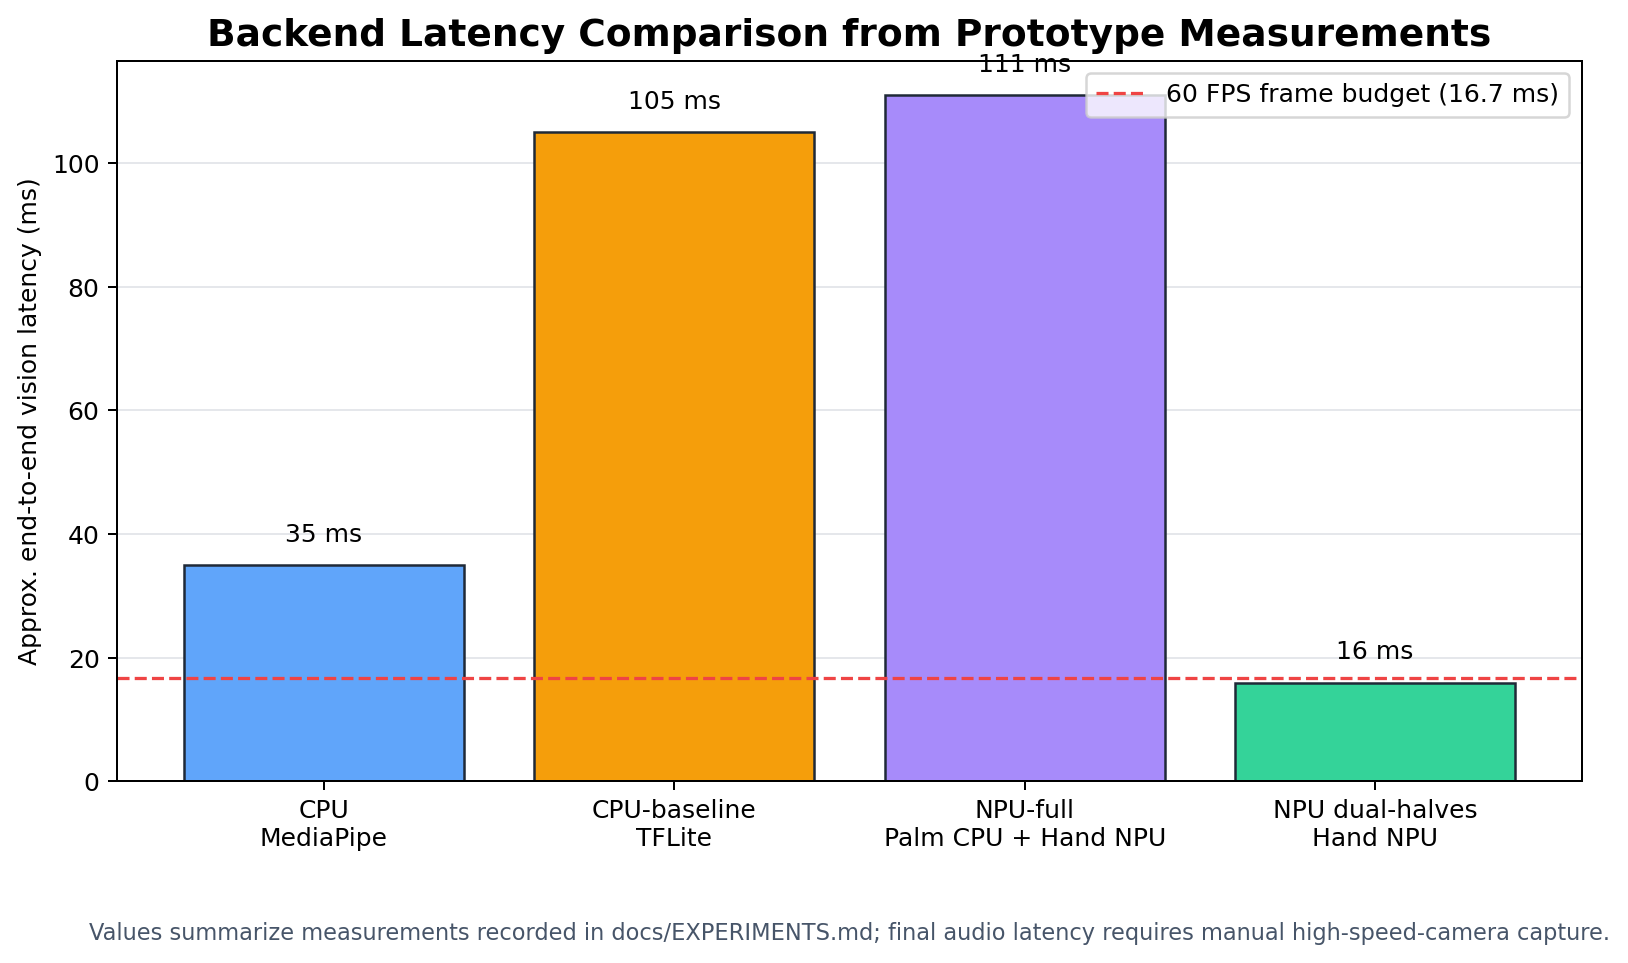 Backend Latency Comparison from Prototype Measurements
111 ms
60 FPS frame budget (16.7 ms)
105 ms
35 ms
16 ms
Approx. end-to-end vision latency (ms)
100
80
60
40
20
0
CPU
MediaPipe
CPU-baseline
TFLite
NPU-full
Palm CPU + Hand NPU
NPU dual-halves
Hand NPU
Values summarize measurements recorded in docs/EXPERIMENTS.md; final audio latency requires manual high-speed-camera capture.